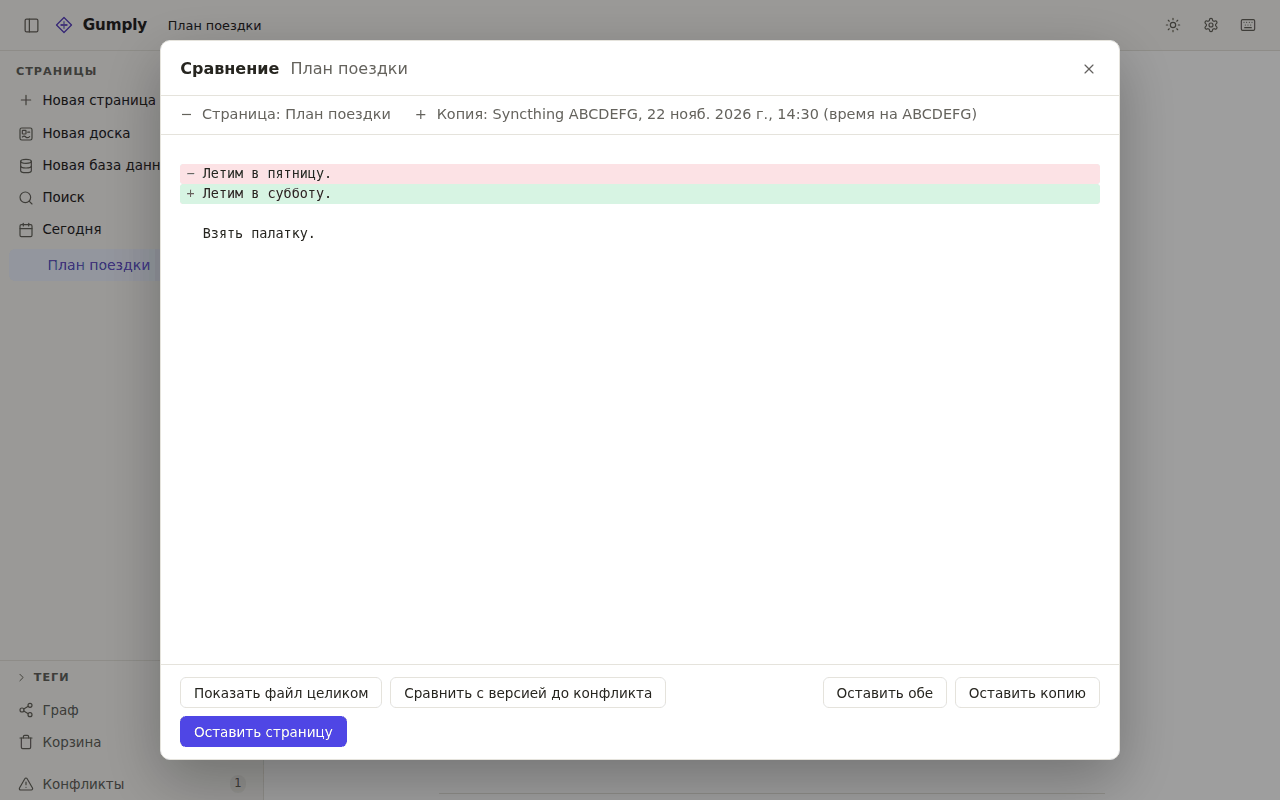 Gumply План поездки
СТРАНИЦЫ
Новая страница
Новая доска
Новая база данн
Поиск
Сегодня
План поездки
ТЕГИ
Граф
Корзина
Конфликты 1
Сравнение План поездки
− Страница: План поездки + Копия: Syncthing ABCDEFG, 22 нояб. 2026 г., 14:30 (время на ABCDEFG)
− Летим в пятницу.
+ Летим в субботу.
Взять палатку.
Показать файл целиком Сравнить с версией до конфликта Оставить обе Оставить копию
Оставить страницу